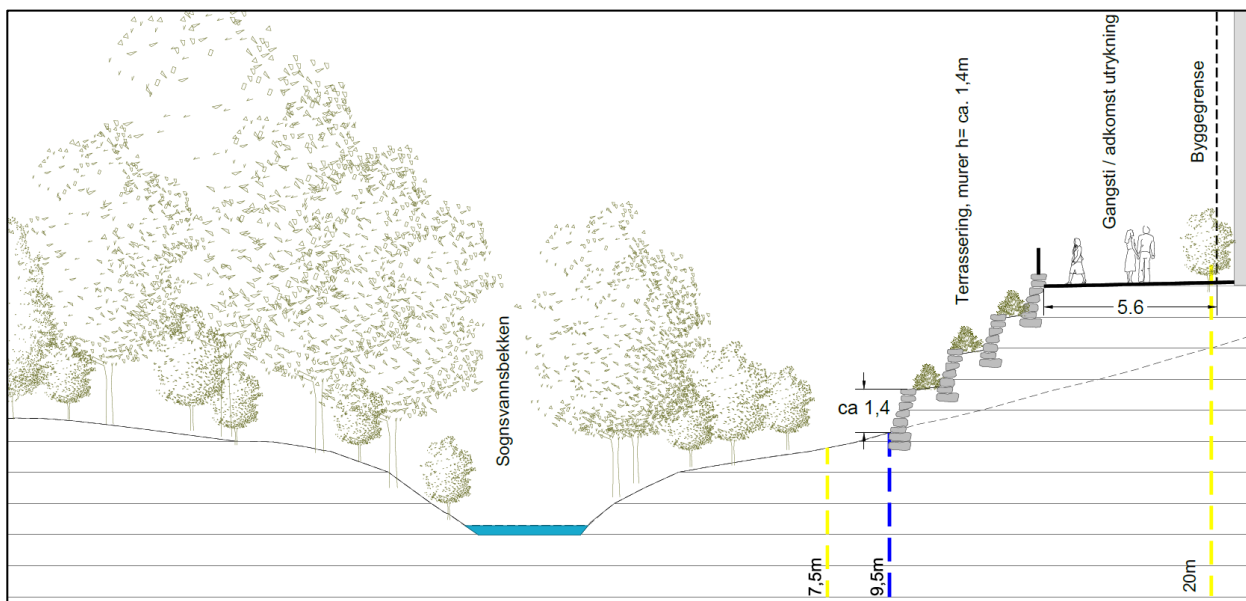 Sognsvannsbekken
Terrassering, murer h= ca. 1,4m
Gangsti / adkomst utrykning
Byggegrense
5.6
ca 1,4
7,5m
9,5m
20m